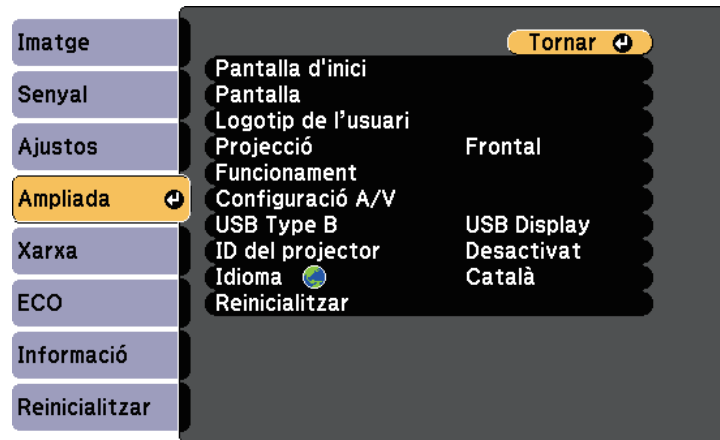 Imatge
Senyal
Ajustos
Ampliada
Xarxa
ECO
Informació
Reinicialitzar
Tornar
Pantalla d'inici
Pantalla
Logotip de l’usuari
Projecció Frontal
Funcionament
Configuració A/V
USB Type B USB Display
ID del projector Desactivat
Idioma Català
Reinicialitzar